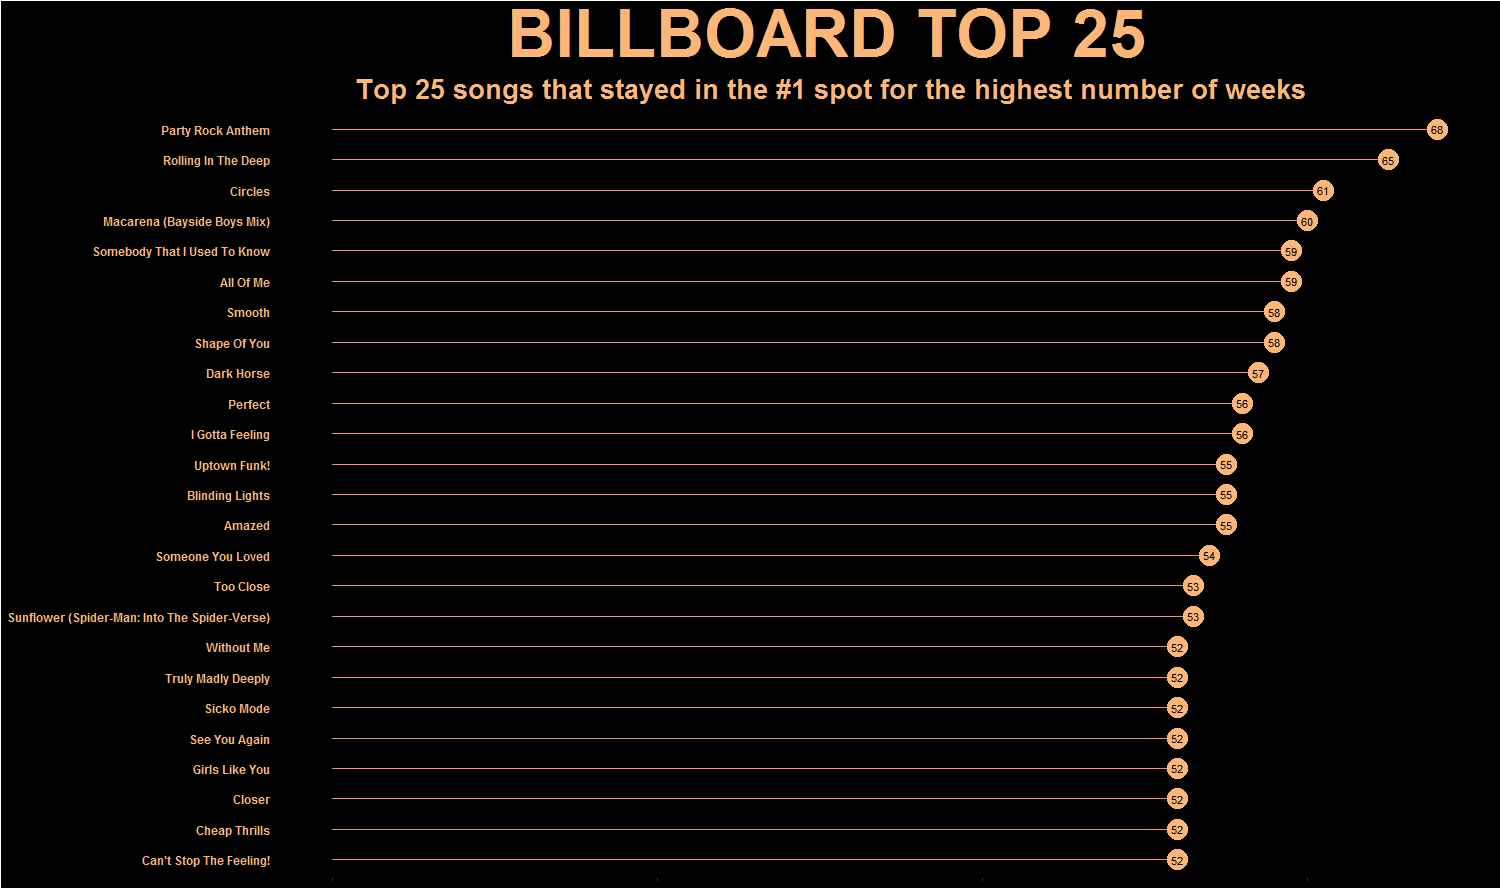 BILLBOARD TOP 25
Top 25 songs that stayed in the #1 spot for the highest number of weeks
Party Rock Anthem 68
Rolling In The Deep 65
Circles 61
Macarena (Bayside Boys Mix) 60
Somebody That I Used To Know 59
All Of Me 59
Smooth 58
Shape Of You 58
Dark Horse 57
Perfect 56
I Gotta Feeling 56
Uptown Funk! 55
Blinding Lights 55
Amazed 55
Someone You Loved 54
Too Close 53
Sunflower (Spider-Man: Into The Spider-Verse) 53
Without Me 52
Truly Madly Deeply 52
Sicko Mode 52
See You Again 52
Girls Like You 52
Closer 52
Cheap Thrills 52
Can't Stop The Feeling! 52